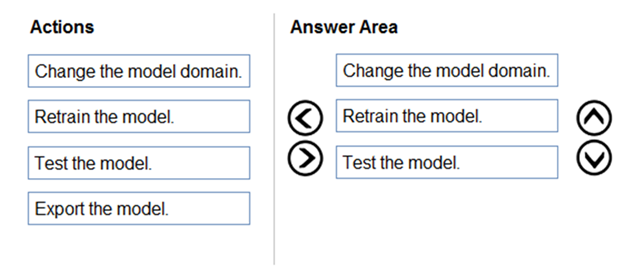 Actions
Change the model domain.
Retrain the model.
Test the model.
Export the model.
Answer Area
Change the model domain.
Retrain the model.
Test the model.